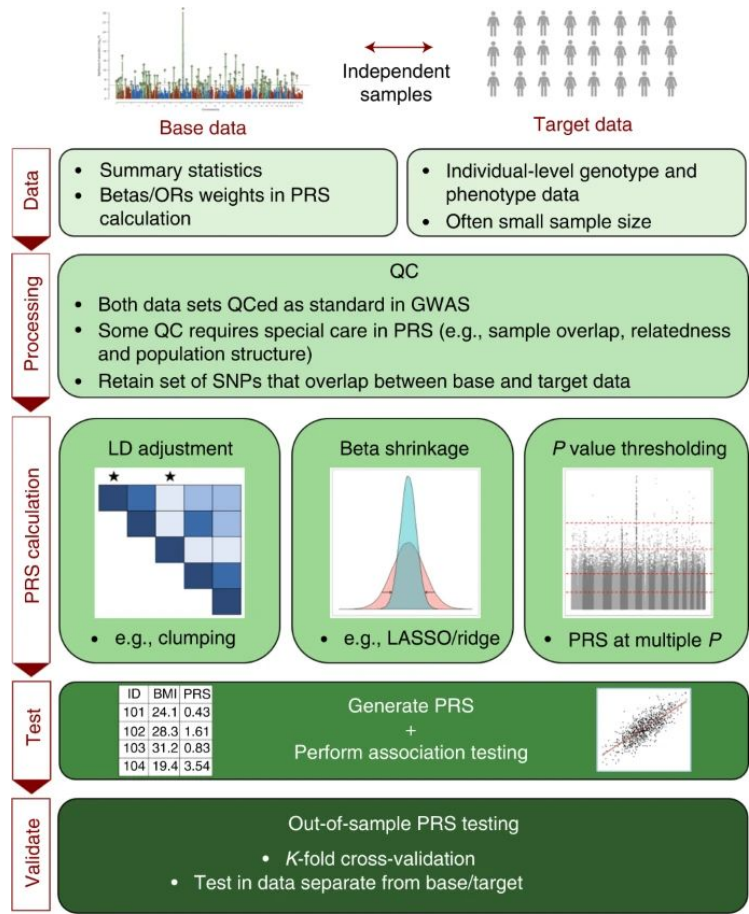 Independent
samples
Base data
Target data
Data
• Summary statistics
• Betas/ORs weights in PRS
calculation
• Individual-level genotype and
phenotype data
• Often small sample size
Processing
QC
• Both data sets QCed as standard in GWAS
• Some QC requires special care in PRS (e.g., sample overlap, relatedness
and population structure)
• Retain set of SNPs that overlap between base and target data
PRS calculation
LD adjustment
• e.g., clumping
Beta shrinkage
• e.g., LASSO/ridge
P value thresholding
• PRS at multiple P
Test
ID BMI PRS
101 24.1 0.43
102 28.3 1.61
103 31.2 0.83
104 19.4 3.54
Generate PRS
+
Perform association testing
Validate
Out-of-sample PRS testing
• K-fold cross-validation
• Test in data separate from base/target